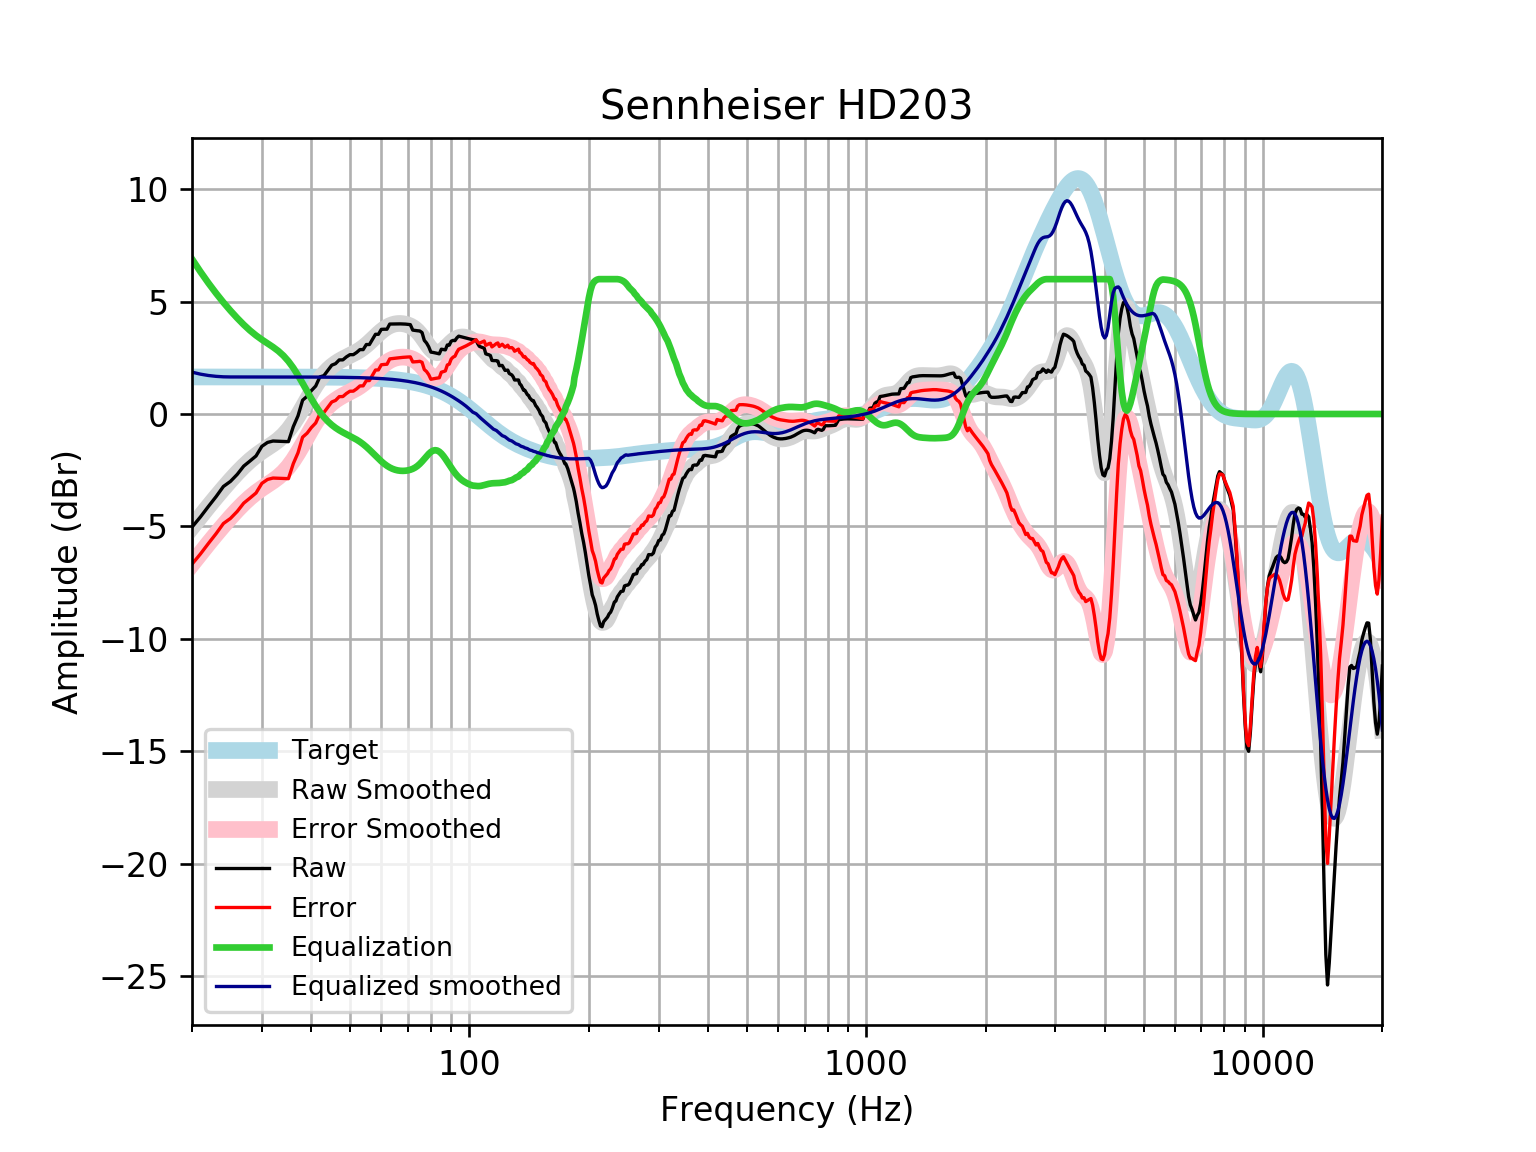 Sennheiser HD203
Amplitude (dBr)
10
5
0
−5
−10
−15
−20
−25
Target
Raw Smoothed
Error Smoothed
Raw
Error
Equalization
Equalized smoothed
100
1000
10000
Frequency (Hz)